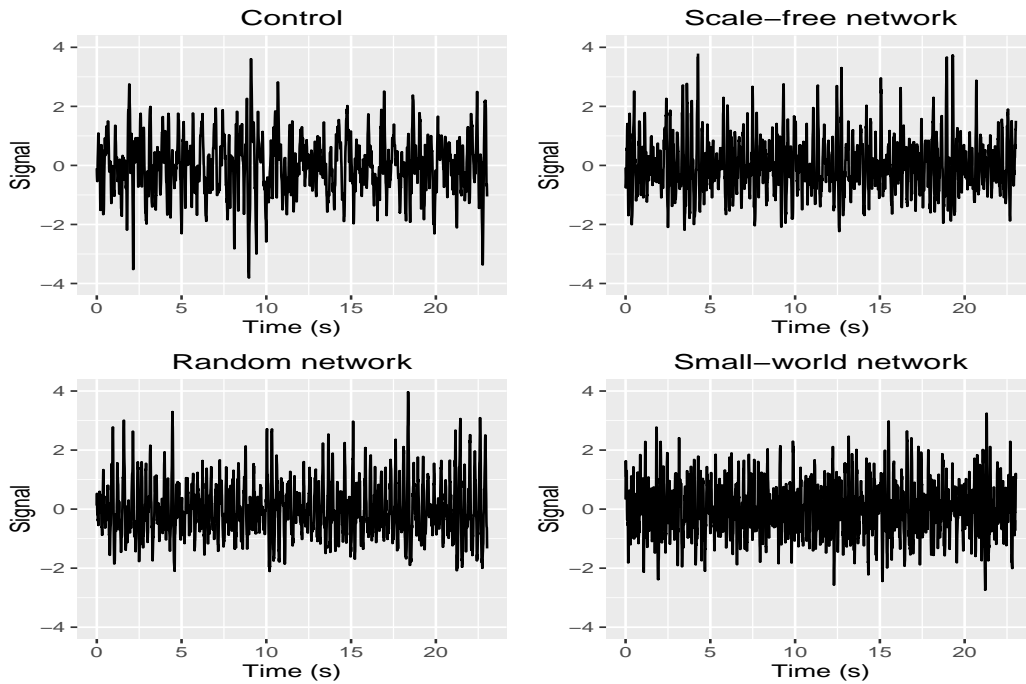 Control
Signal
4
2
0
−2
−4
0 5 10 15 20
Time (s)
Scale−free network
Signal
4
2
0
−2
−4
0 5 10 15 20
Time (s)
Random network
Signal
4
2
0
−2
−4
0 5 10 15 20
Time (s)
Small−world network
Signal
4
2
0
−2
−4
0 5 10 15 20
Time (s)